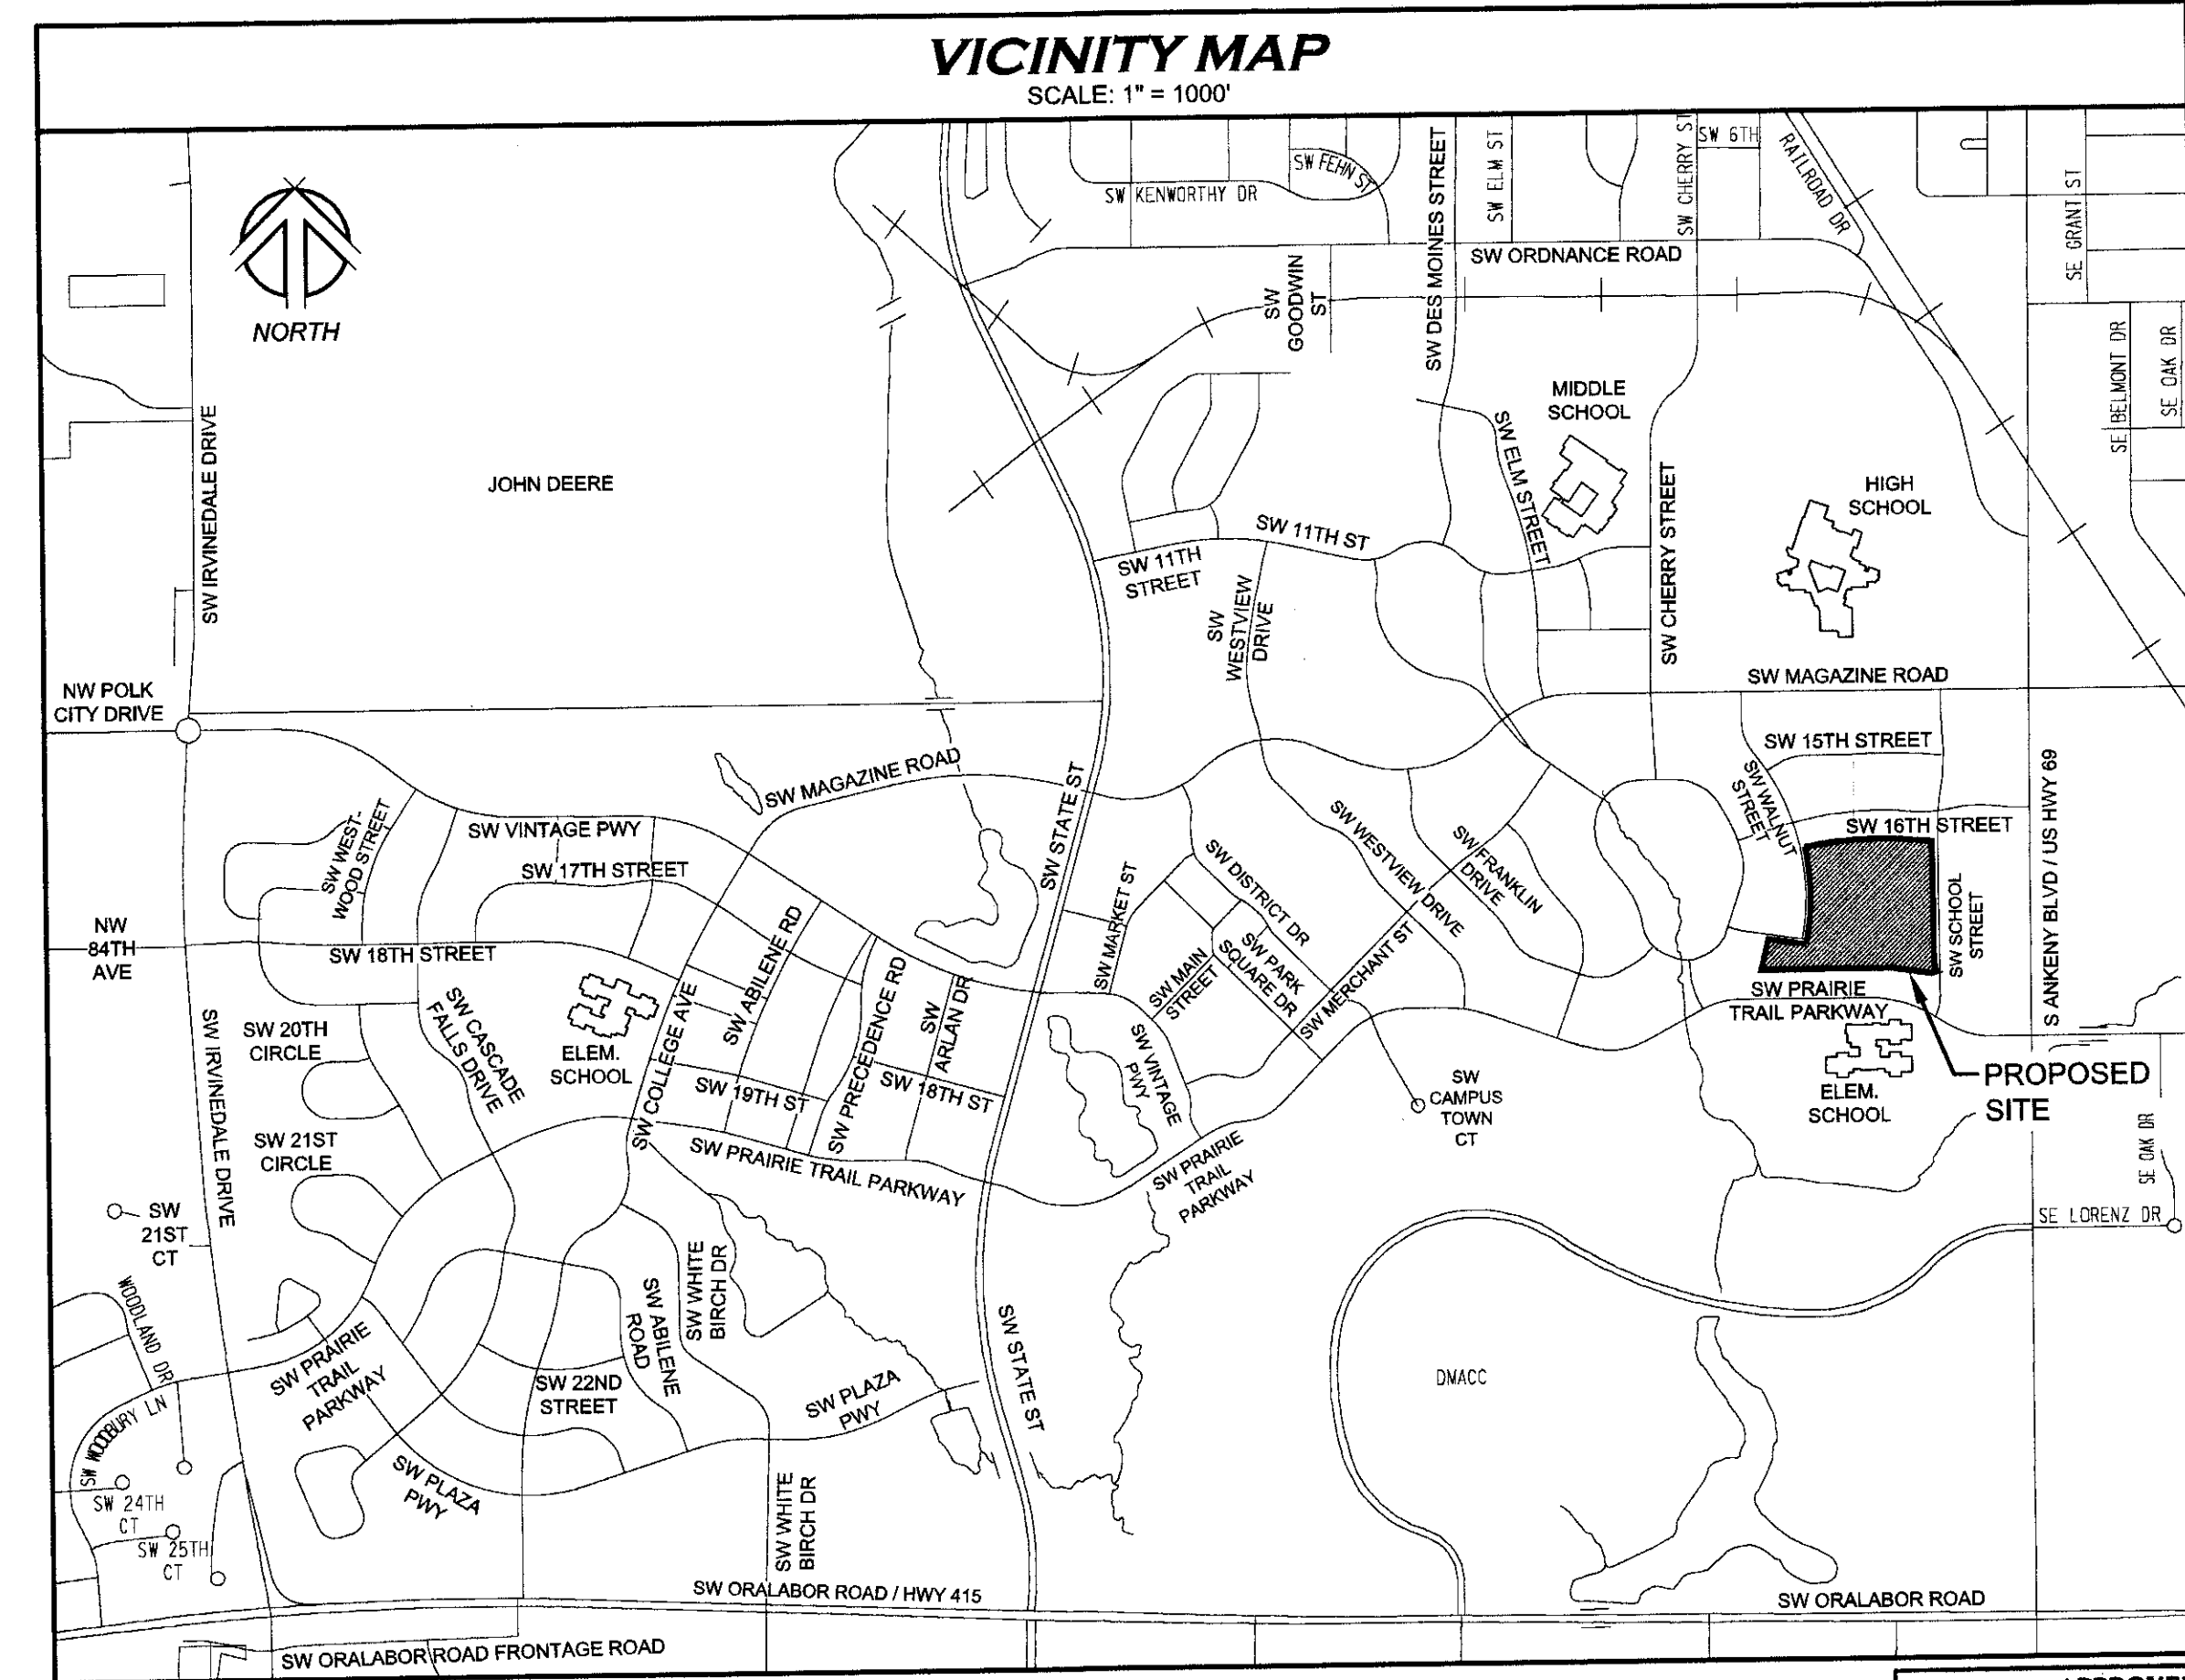 VICINITY MAP
SCALE: 1" = 1000'
NORTH
SW KENWORTHY DR
SW FEHN ST
SW DES MOINES STREET
SW ELM ST
SW CHERRY ST
SW 6TH
RAILROAD DR
SE GRANT ST
SW ORDNANCE ROAD
SW
GOODWIN
ST
SE BELMONT DR
SE OAK DR
SW IRVINEDALE DRIVE
JOHN DEERE
MIDDLE
SCHOOL
SW ELM STREET
SW CHERRY STREET
HIGH
SCHOOL
SW 11TH
STREET
SW 11TH ST
SW
WESTVIEW
DRIVE
NW POLK
CITY DRIVE
SW MAGAZINE ROAD
SW MAGAZINE ROAD
SW STATE ST
SW 15TH STREET
SW WALNUT
STREET
SW 16TH STREET
S ANKENY BLVD / US HWY 69
SW WEST-
WOOD STREET
SW VINTAGE PWY
SW 17TH STREET
SW MARKET ST
SW DISTRICT DR
SW WESTVIEW DRIVE
SW FRANKLIN
DRIVE
SW SCHOOL
STREET
NW
84TH
AVE
SW 18TH STREET
SW ABILENE RD
SW PRECEDENCE RD
SW
ARLAN DR
SW MAIN
STREET
SW PARK
SQUARE DR
SW MERCHANT ST
SW PRAIRIE
TRAIL PARKWAY
SW IRVINEDALE DRIVE
SW 20TH
CIRCLE
SW CASCADE
FALLS DRIVE
ELEM.
SCHOOL
SW COLLEGE AVE
SW 19TH ST
SW 18TH ST
SW VINTAGE
PWY
SW
CAMPUS
TOWN
CT
ELEM.
SCHOOL
PROPOSED
SITE
SW 21ST
CIRCLE
SW PRAIRIE TRAIL PARKWAY
SW PRAIRIE
TRAIL
PARKWAY
SE OAK DR
SE LORENZ DR
SW
21ST
CT
WOODLAND DR
SW WHITE
BIRCH DR
SW ABILENE
ROAD
SW STATE ST
SW PRAIRIE
TRAIL
PARKWAY
SW 22ND
STREET
SW PLAZA
PWY
DMACC
SW WOODBURY LN
SW PLAZA
PWY
SW 24TH
CT
SW 25TH
CT
SW WHITE
BIRCH DR
SW ORALABOR ROAD / HWY 415
SW ORALABOR ROAD
SW ORALABOR ROAD FRONTAGE ROAD